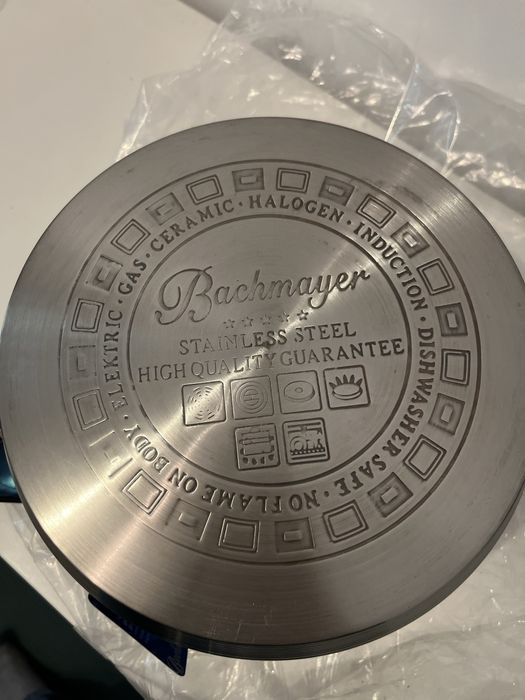 Bachmayer
STAINLESS STEEL
HIGH QUALITY GUARANTEE
ELEKTRIC · GAS · CERAMIC · HALOGEN · INDUCTION · DISHWASHER SAFE · NO FLAME ON BODY ·